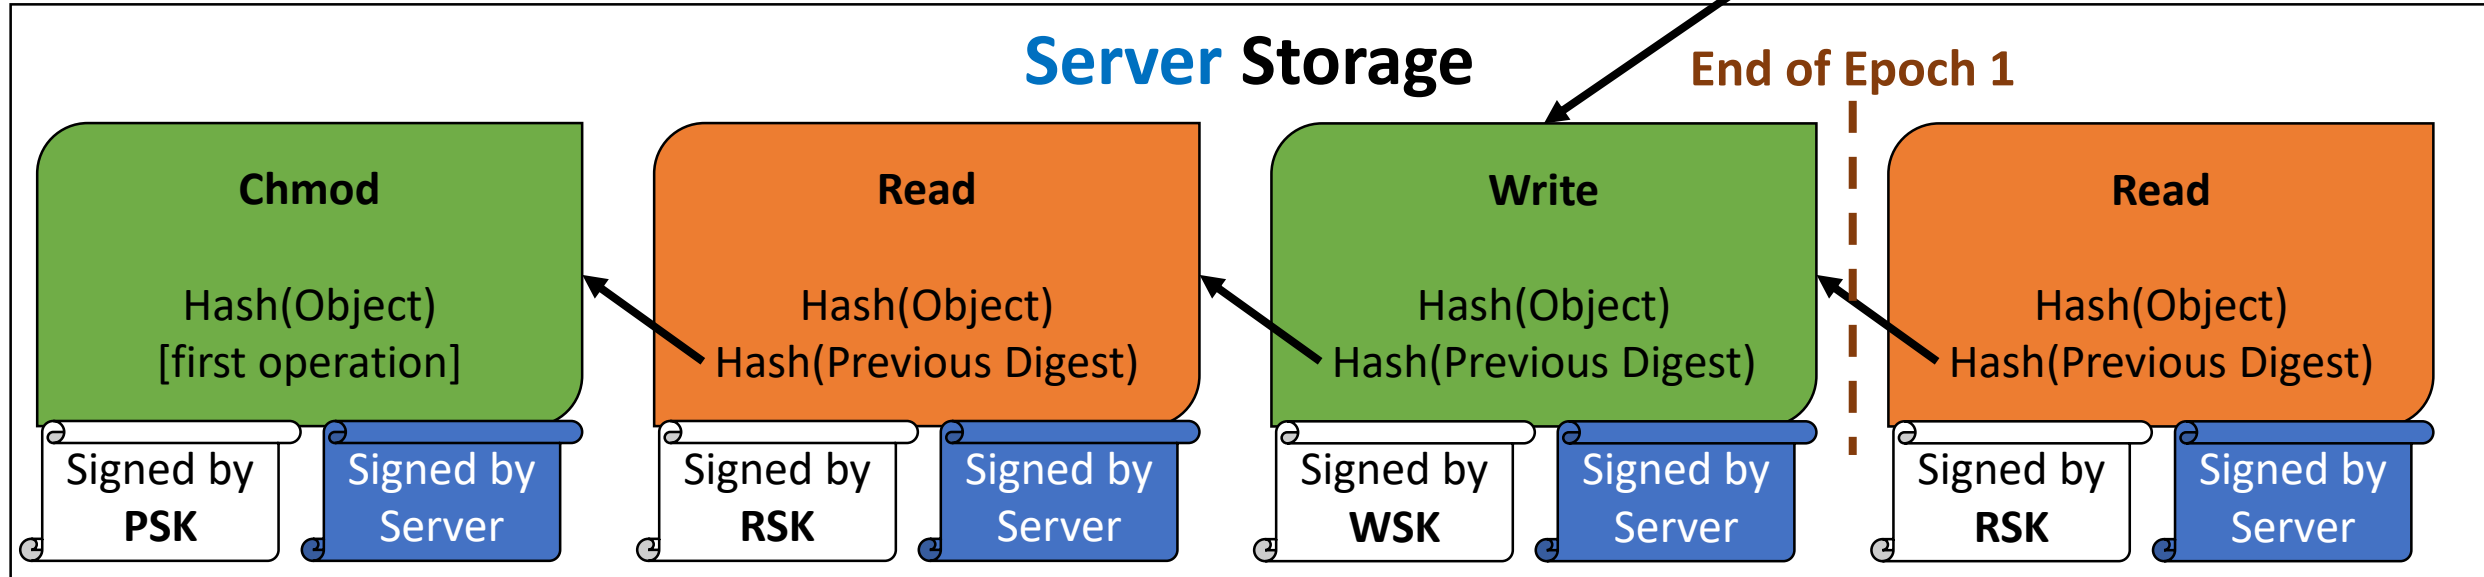 Server Storage
End of Epoch 1
Chmod
Hash(Object)
[first operation]
Signed by
PSK
Signed by
Server
Read
Hash(Object)
Hash(Previous Digest)
Signed by
RSK
Signed by
Server
Write
Hash(Object)
Hash(Previous Digest)
Signed by
WSK
Signed by
Server
Read
Hash(Object)
Hash(Previous Digest)
Signed by
RSK
Signed by
Server